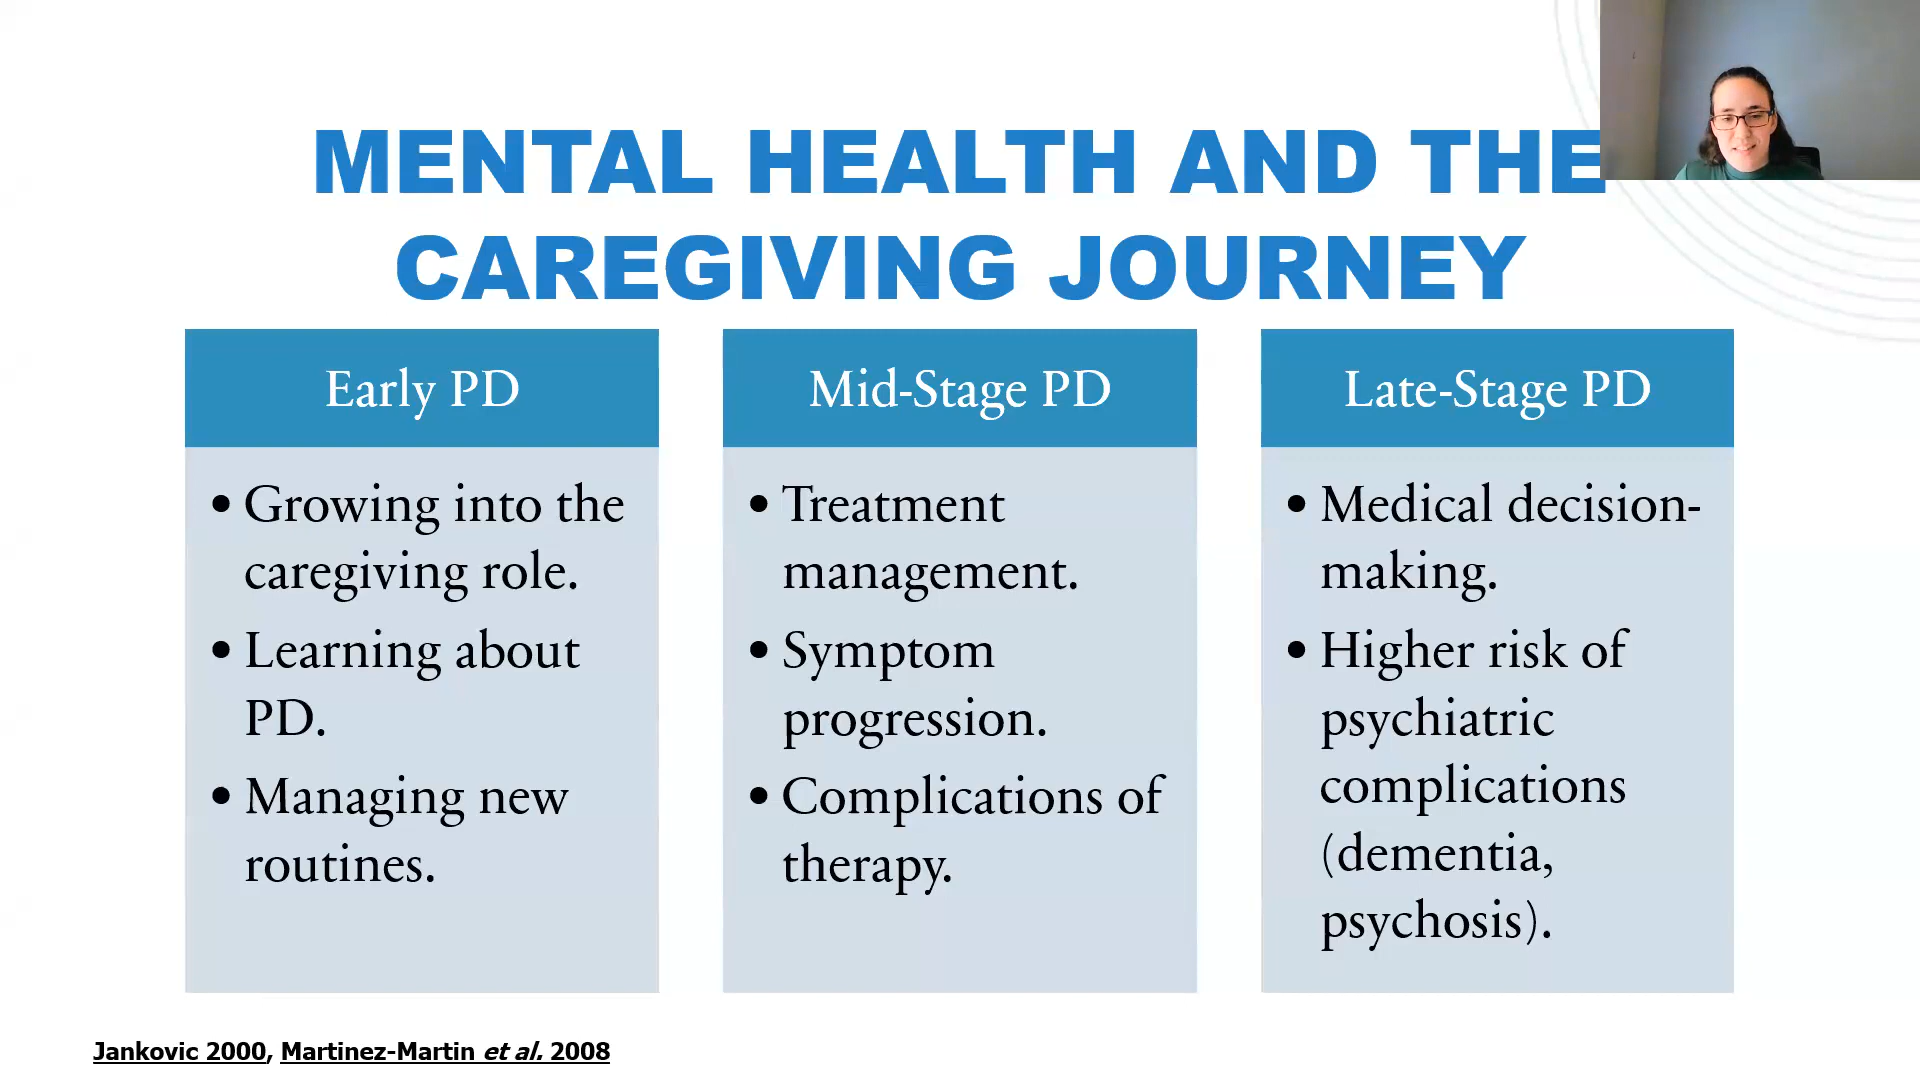 MENTAL HEALTH AND THE
CAREGIVING JOURNEY
Early PD
• Growing into the
caregiving role.
• Learning about
PD.
• Managing new
routines.
Mid-Stage PD
• Treatment
management.
• Symptom
progression.
• Complications of
therapy.
Late-Stage PD
• Medical decision-
making.
• Higher risk of
psychiatric
complications
(dementia,
psychosis).
Jankovic 2000, Martinez-Martin et al. 2008